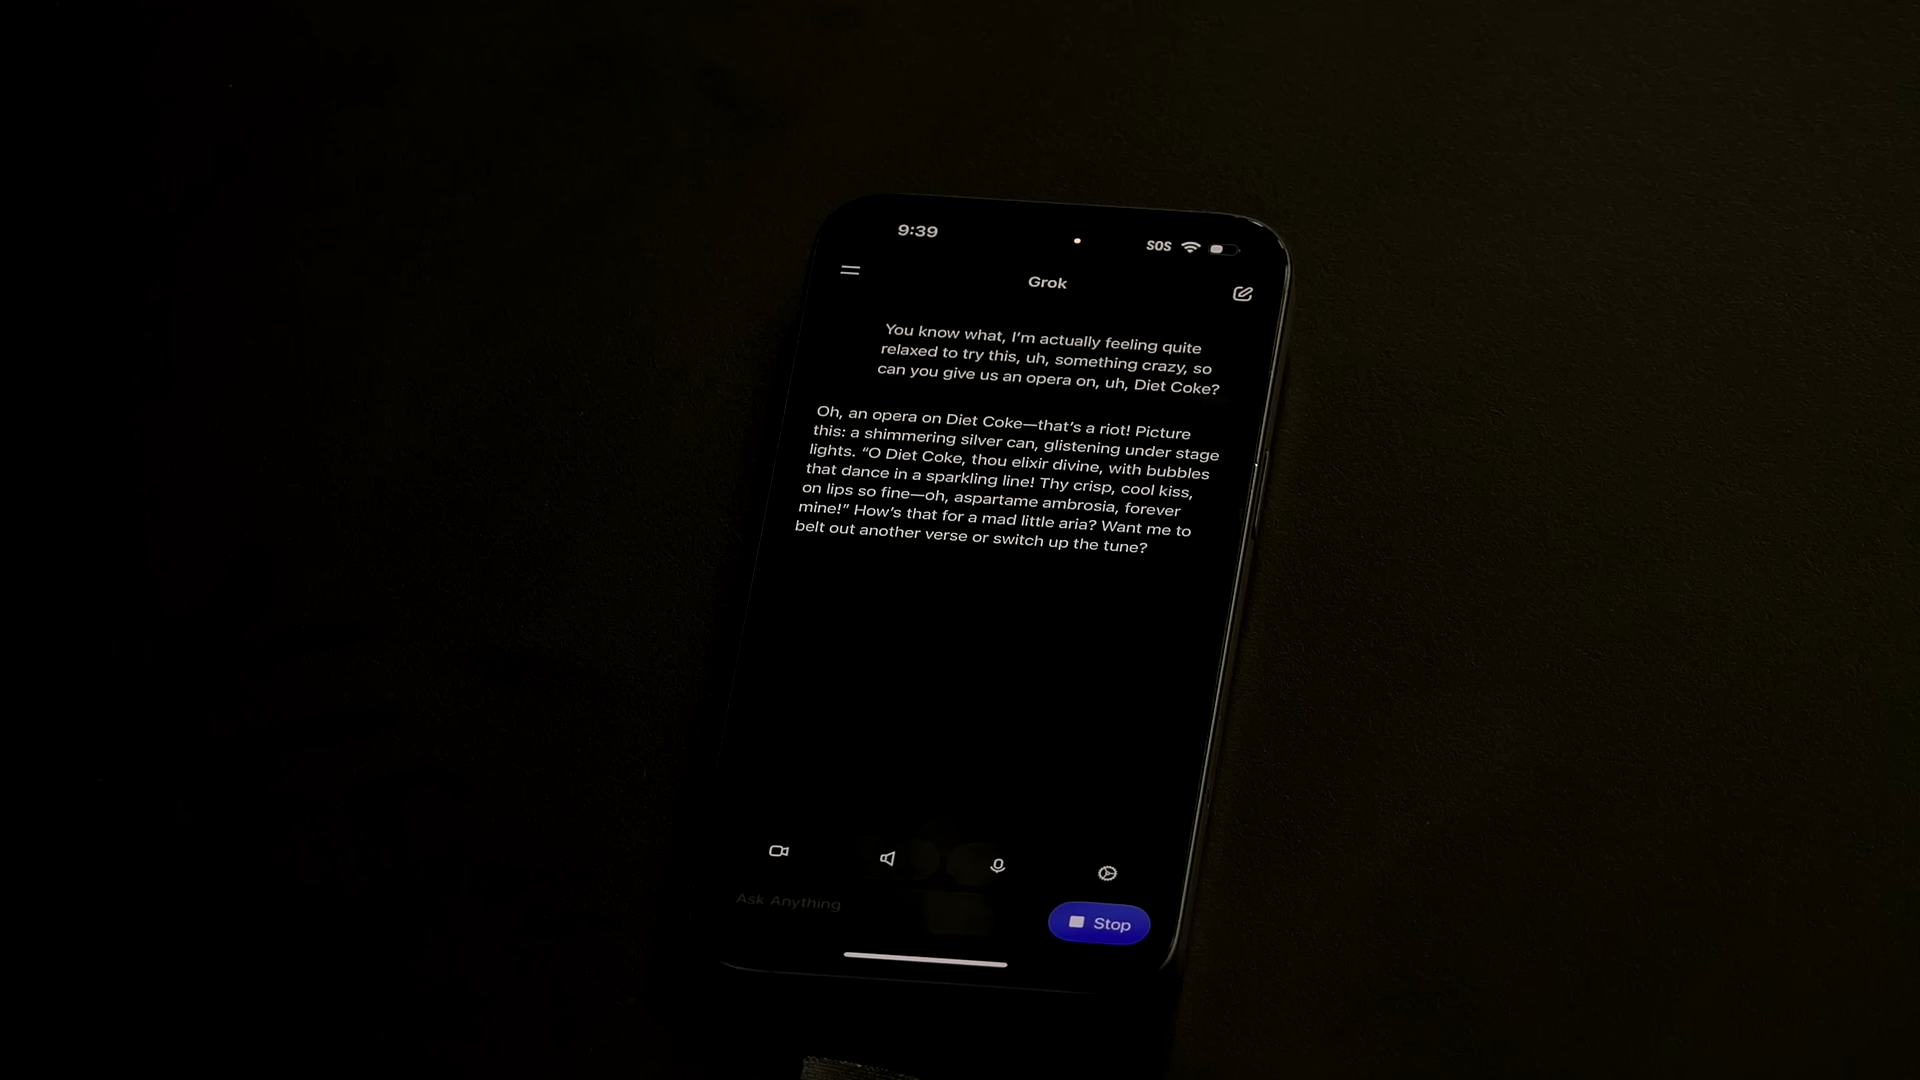 9:39
SOS
Grok
You know what, I'm actually feeling quite
relaxed to try this, uh, something crazy, so
can you give us an opera on, uh, Diet Coke?
Oh, an opera on Diet Coke—that's a riot! Picture
this: a shimmering silver can, glistening under stage
lights. “O Diet Coke, thou elixir divine, with bubbles
that dance in a sparkling line! Thy crisp, cool kiss,
on lips so fine—oh, aspartame ambrosia, forever
mine!” How's that for a mad little aria? Want me to
belt out another verse or switch up the tune?
Ask Anything
Stop